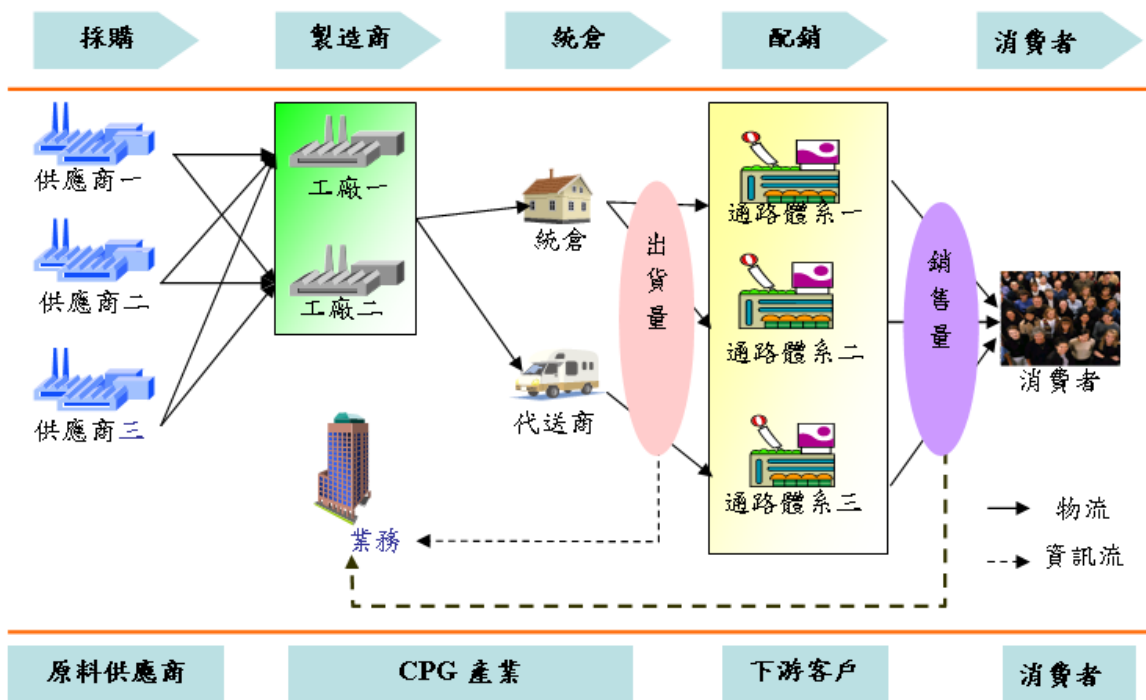 採購
製造商
統倉
配銷
消費者
供應商一
供應商二
供應商三
工廠一
工廠二
統倉
代送商
業務
出貨量
通路體系一
通路體系二
通路體系三
銷售量
消費者
物流
資訊流
原料供應商
CPG 產業
下游客戶
消費者